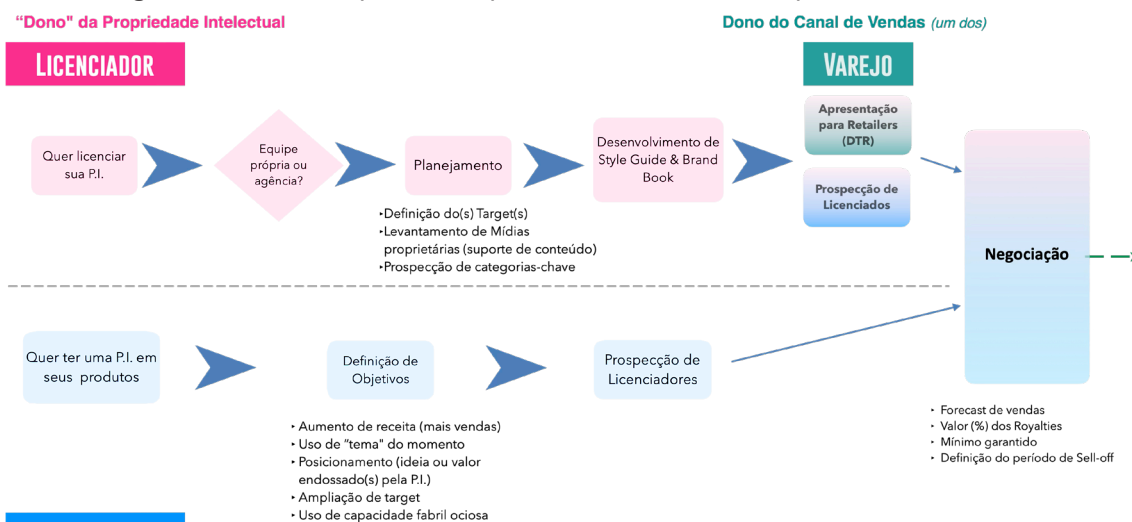 “Dono" da Propriedade Intelectual
Dono do Canal de Vendas (um dos)
LICENCIADOR
VAREJO
Quer licenciar
sua P.I.
Equipe
própria ou
agência?
Planejamento
‣Definição do(s) Target(s)
‣Levantamento de Mídias
proprietárias (suporte de conteúdo)
‣Prospecção de categorias-chave
Desenvolvimento de
Style Guide & Brand
Book
Apresentação
para Retailers
(DTR)
Prospecção de
Licenciados
Negociação
‣ Forecast de vendas
‣ Valor (%) dos Royalties
‣ Mínimo garantido
‣ Definição do período de Sell-off
Quer ter uma P.I. em
seus produtos
Definição de
Objetivos
‣ Aumento de receita (mais vendas)
‣ Uso de “tema" do momento
‣ Posicionamento (ideia ou valor
endossado(s) pela P.I.)
‣ Ampliação de target
‣ Uso de capacidade fabril ociosa
Prospecção de
Licenciadores